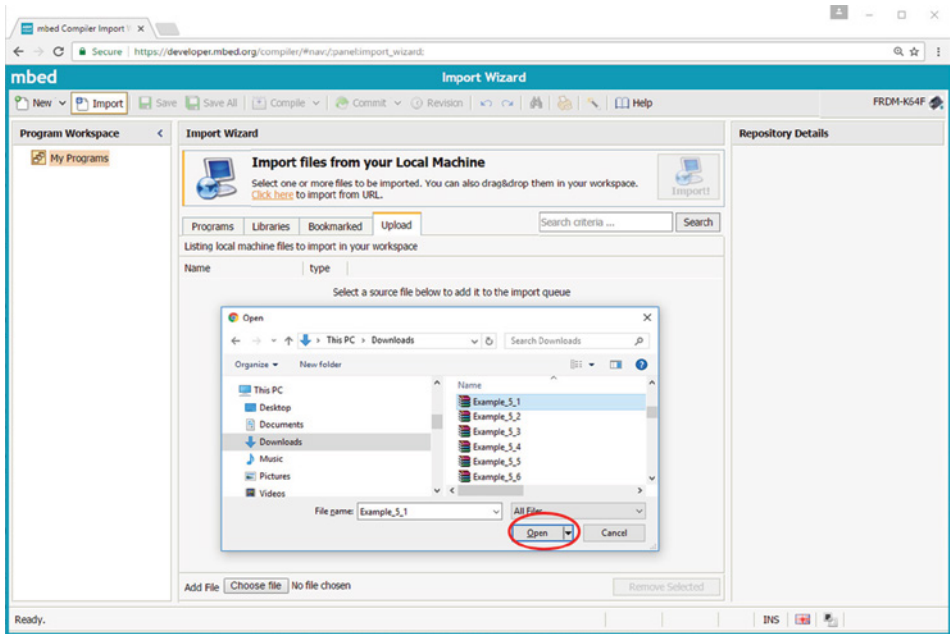 mbed Compiler Import
Secure https://developer.mbed.org/compiler/#nav:/;panel:import_wizard;
mbed
Import Wizard
New Import Save Save All Compile Commit Revision Help FRDM-K64F
Program Workspace <
My Programs
Import Wizard
Import files from your Local Machine
Select one or more files to be imported. You can also drag&drop them in your workspace.
Click here to import from URL.
Import!
Programs Libraries Bookmarked Upload Search criteria ... Search
Listing local machine files to import in your workspace
Name type
Select a source file below to add it to the import queue
Open
This PC > Downloads Search Downloads
Organize New folder
This PC
Desktop
Documents
Downloads
Music
Pictures
Videos
Name
Example_5_1
Example_5_2
Example_5_3
Example_5_4
Example_5_5
Example_5_6
File name: Example_5_1 All Files
Open Cancel
Add File Choose file No file chosen Remove Selected
Repository Details
Ready. INS